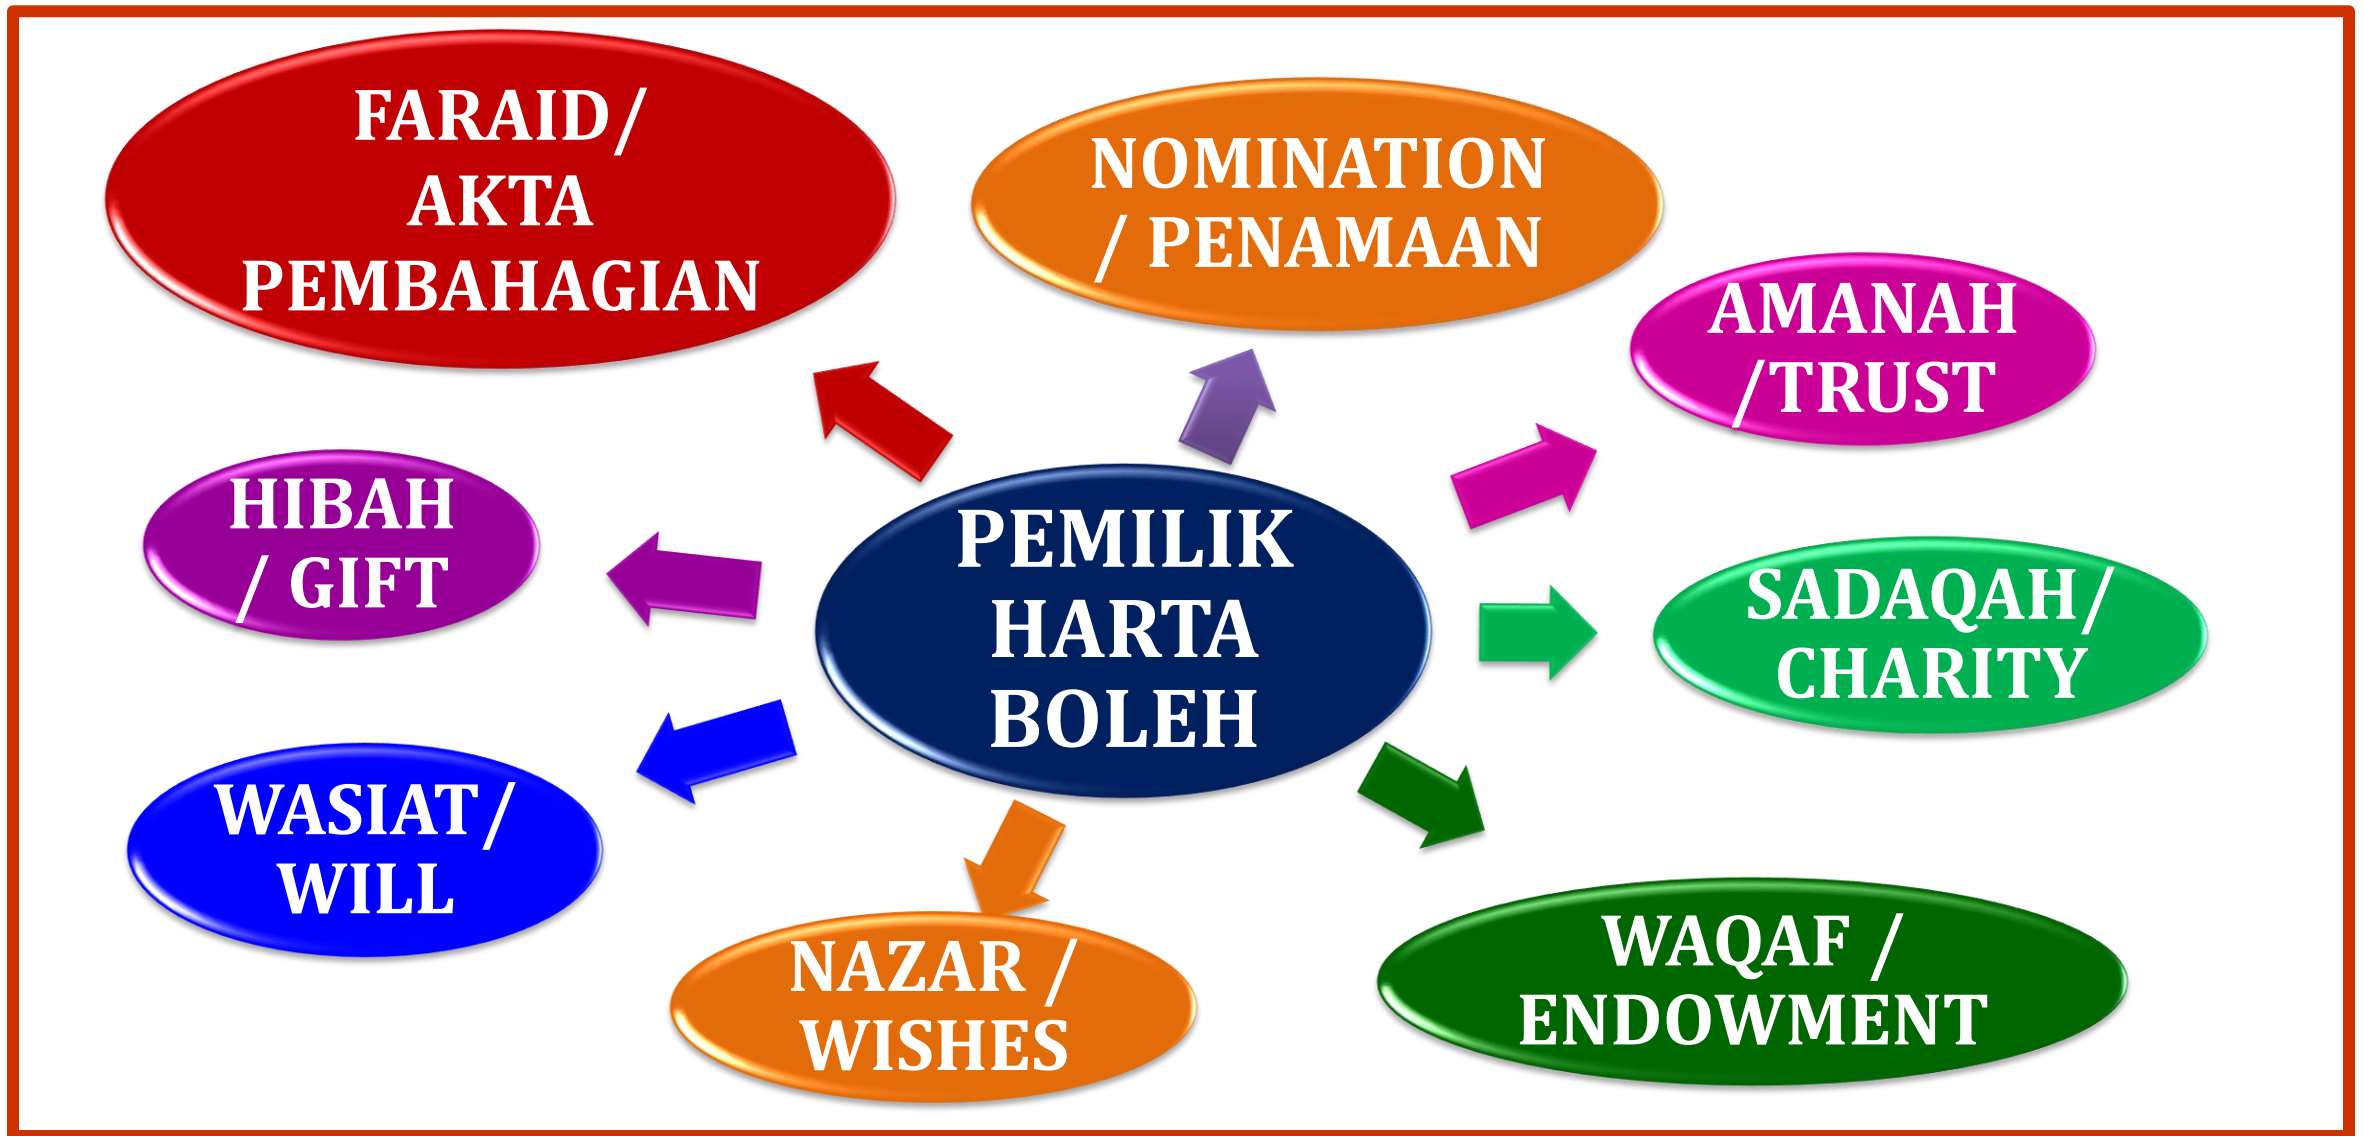 FARAID/
AKTA
PEMBAHAGIAN
NOMINATION
/ PENAMAAN
AMANAH
/TRUST
HIBAH
/ GIFT
PEMILIK
HARTA
BOLEH
SADAQAH/
CHARITY
WASIAT/
WILL
NAZAR /
WISHES
WAQAF /
ENDOWMENT